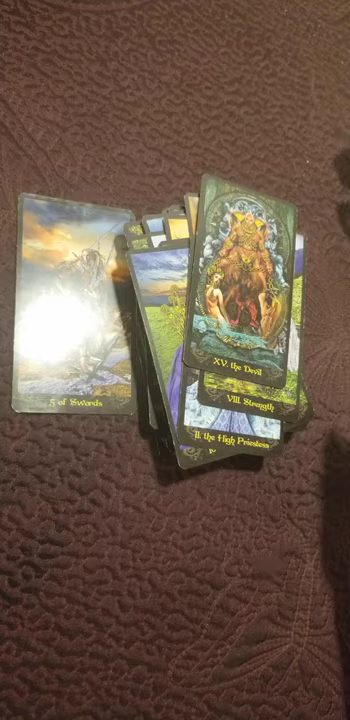 5 of Swords
XV. the Devil
VIII. Strength
II. the High Priestess